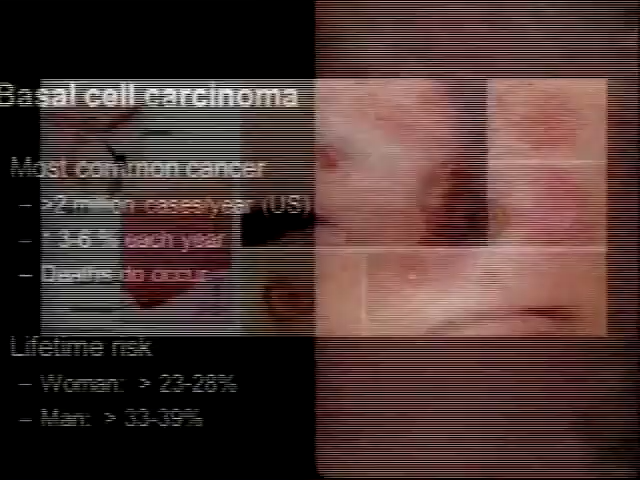 Basal cell carcinoma
Most common cancer
– >2 million cases/year (US)
– 3-6 % each year
– Deaths do occur
Lifetime risk
– Woman: > 23-28%
– Man: > 33-39%